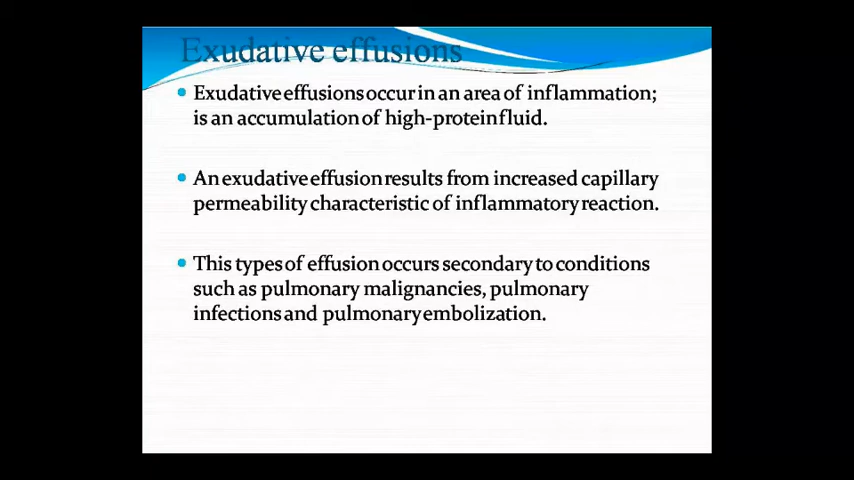 Exudative effusions
Exudative effusions occur in an area of inflammation;
is an accumulation of high-protein fluid.
An exudative effusion results from increased capillary
permeability characteristic of inflammatory reaction.
This types of effusion occurs secondary to conditions
such as pulmonary malignancies, pulmonary
infections and pulmonary embolization.